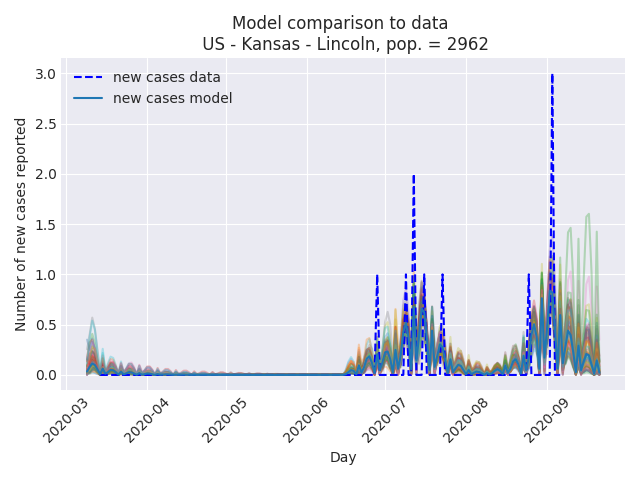 Model comparison to data
US - Kansas - Lincoln, pop. = 2962
new cases data
new cases model
Number of new cases reported
3.0
2.5
2.0
1.5
1.0
0.5
0.0
2020-03
2020-04
2020-05
2020-06
2020-07
2020-08
2020-09
Day